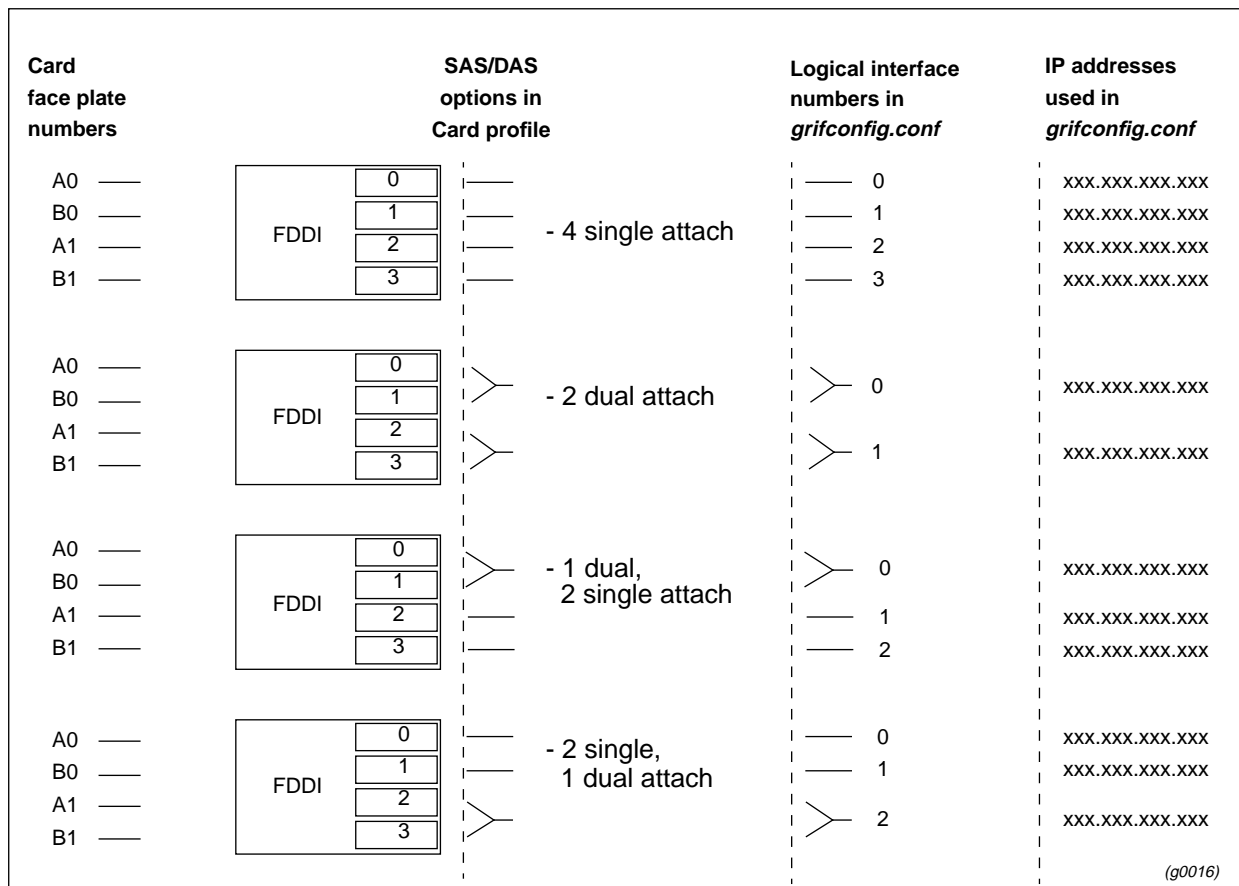 Card face plate numbers
SAS/DAS options in Card profile
Logical interface numbers in grifconfig.conf
IP addresses used in grifconfig.conf
A0
B0
A1
B1
FDDI
0
1
2
3
- 4 single attach
0
1
2
3
xxx.xxx.xxx.xxx
xxx.xxx.xxx.xxx
xxx.xxx.xxx.xxx
xxx.xxx.xxx.xxx
A0
B0
A1
B1
FDDI
0
1
2
3
- 2 dual attach
0
1
xxx.xxx.xxx.xxx
xxx.xxx.xxx.xxx
A0
B0
A1
B1
FDDI
0
1
2
3
- 1 dual,
2 single attach
0
1
2
xxx.xxx.xxx.xxx
xxx.xxx.xxx.xxx
xxx.xxx.xxx.xxx
A0
B0
A1
B1
FDDI
0
1
2
3
- 2 single,
1 dual attach
0
1
2
xxx.xxx.xxx.xxx
xxx.xxx.xxx.xxx
xxx.xxx.xxx.xxx
(g0016)